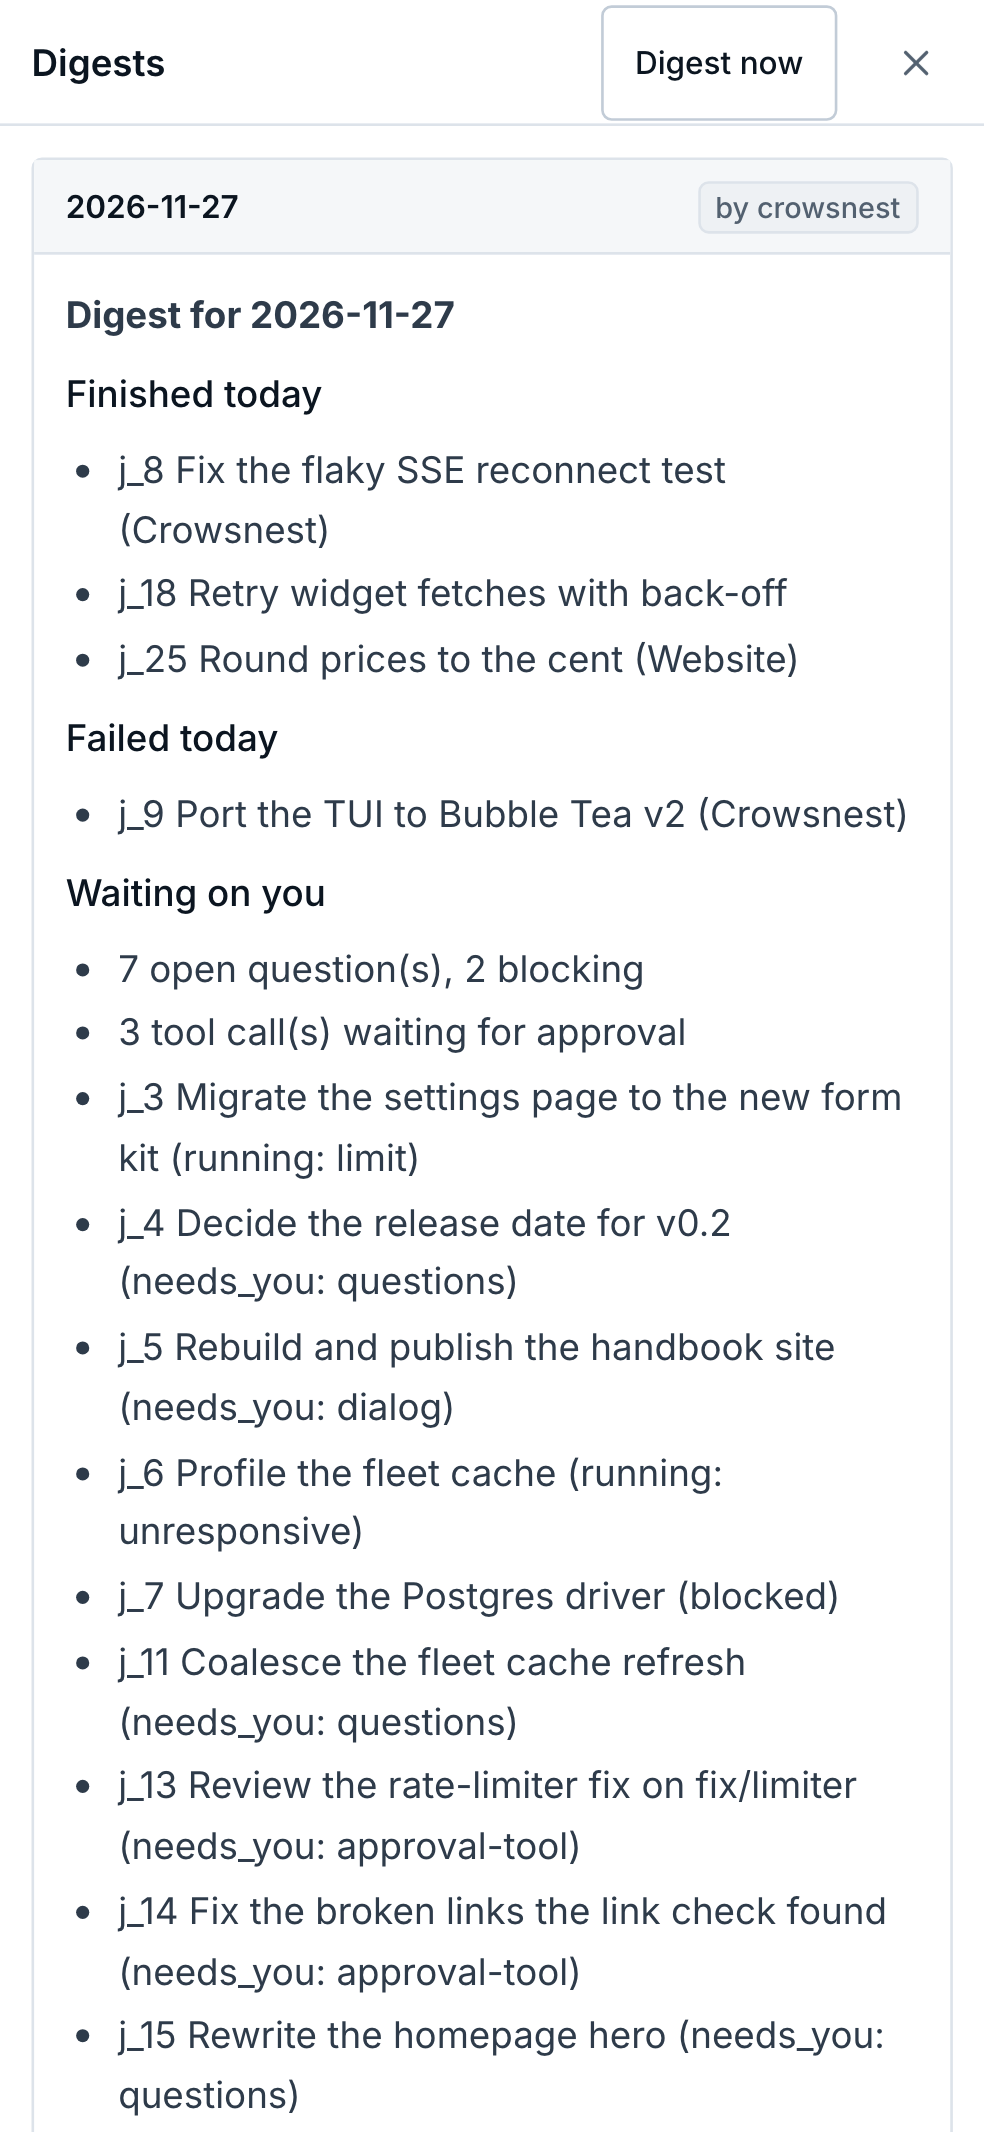 Digests
Digest now
2026-11-27
by crowsnest
Digest for 2026-11-27
Finished today
j_8 Fix the flaky SSE reconnect test
(Crowsnest)
j_18 Retry widget fetches with back-off
j_25 Round prices to the cent (Website)
Failed today
j_9 Port the TUI to Bubble Tea v2 (Crowsnest)
Waiting on you
7 open question(s), 2 blocking
3 tool call(s) waiting for approval
j_3 Migrate the settings page to the new form
kit (running: limit)
j_4 Decide the release date for v0.2
(needs_you: questions)
j_5 Rebuild and publish the handbook site
(needs_you: dialog)
j_6 Profile the fleet cache (running:
unresponsive)
j_7 Upgrade the Postgres driver (blocked)
j_11 Coalesce the fleet cache refresh
(needs_you: questions)
j_13 Review the rate-limiter fix on fix/limiter
(needs_you: approval-tool)
j_14 Fix the broken links the link check found
(needs_you: approval-tool)
j_15 Rewrite the homepage hero (needs_you:
questions)